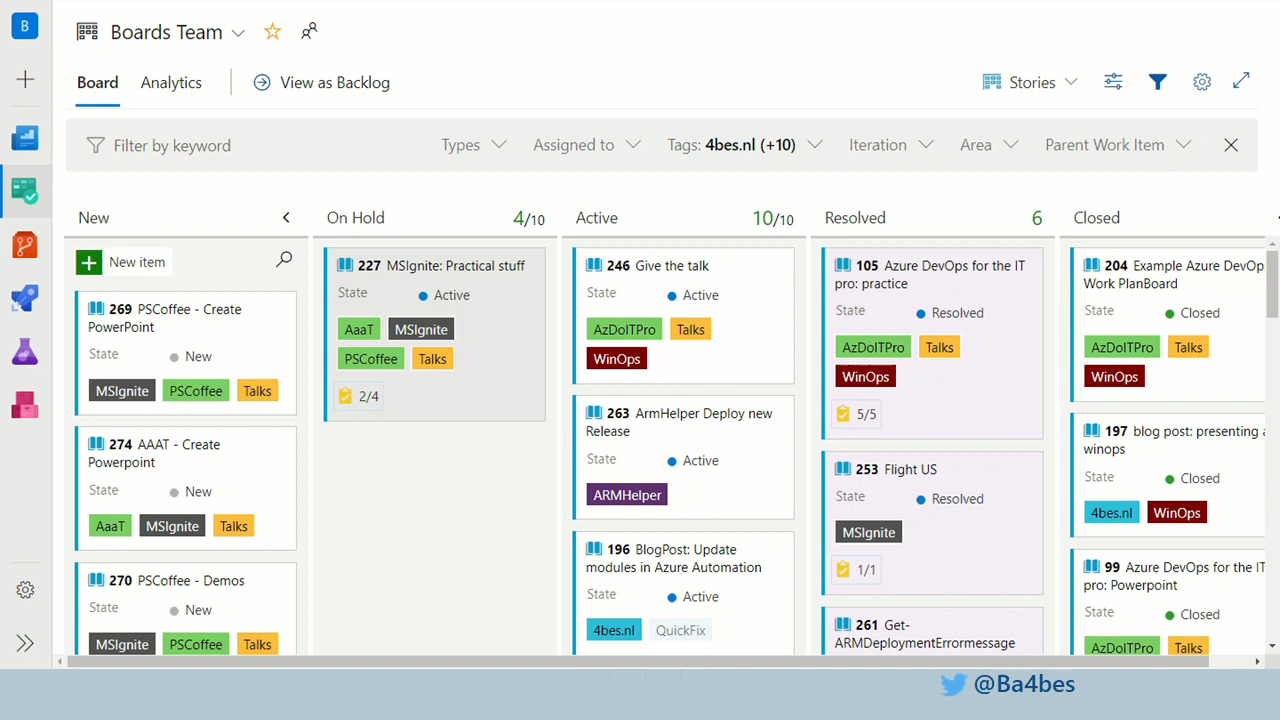 B
Boards Team
Board
Analytics
View as Backlog
Stories
Filter by keyword
Types
Assigned to
Tags: 4bes.nl (+10)
Iteration
Area
Parent Work Item
New
On Hold
4/10
Active
10/10
Resolved
6
Closed
New item
269 PSCoffee - Create
PowerPoint
State
New
MSIgnite
PSCoffee
Talks
274 AAAT - Create
Powerpoint
State
New
AaaT
MSIgnite
Talks
270 PSCoffee - Demos
State
New
MSIgnite
PSCoffee
Talks
227 MSIgnite: Practical stuff
State
Active
AaaT
MSIgnite
PSCoffee
Talks
2/4
246 Give the talk
State
Active
AzDoITPro
Talks
WinOps
263 ArmHelper Deploy new
Release
State
Active
ARMHelper
196 BlogPost: Update
modules in Azure Automation
State
Active
4bes.nl
QuickFix
105 Azure DevOps for the IT
pro: practice
State
Resolved
AzDoITPro
Talks
WinOps
5/5
253 Flight US
State
Resolved
MSIgnite
1/1
261 Get-
ARMDeploymentErrormessage
204 Example Azure DevOp
Work PlanBoard
State
Closed
AzDoITPro
Talks
WinOps
197 blog post: presenting a
winops
State
Closed
4bes.nl
WinOps
99 Azure DevOps for the IT
pro: Powerpoint
State
Closed
AzDoITPro
Talks
@Ba4bes